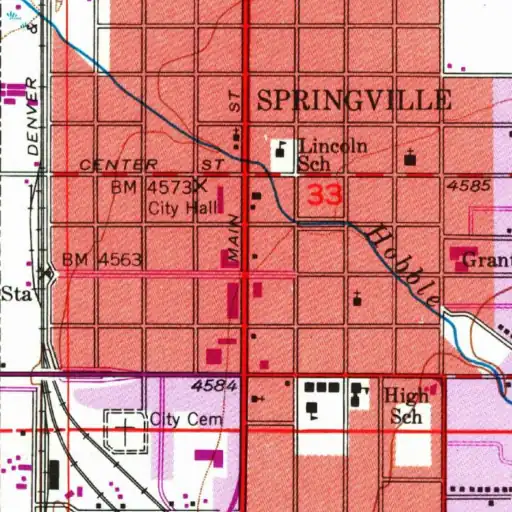 DENVER &
ST
SPRINGVILLE
Lincoln
Sch
CENTER ST
BM 4573
33
4585
City Hall
MAIN
Hobble
BM 4563
Grant
Sta
4584
High
Sch
City Cem